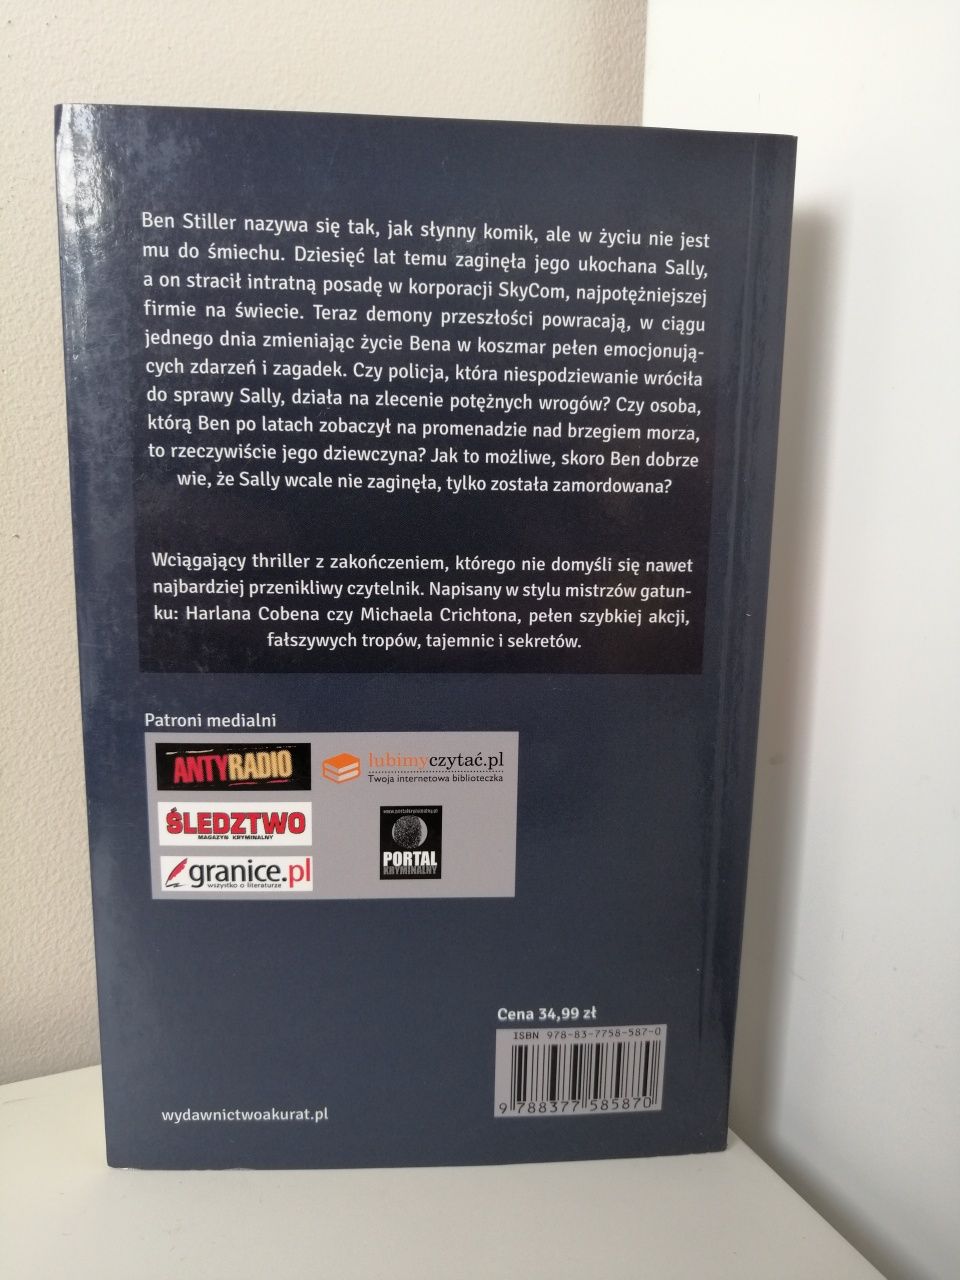 Ben Stiller nazywa się tak, jak słynny komik, ale w życiu nie jest
mu do śmiechu. Dziesięć lat temu zaginęła jego ukochana Sally,
a on stracił intratną posadę w korporacji SkyCom, najpotężniejszej
firmie na świecie. Teraz demony przeszłości powracają, w ciągu
jednego dnia zmieniając życie Bena w koszmar pełen emocjonują-
cych zdarzeń i zagadek. Czy policja, która niespodziewanie wróciła
do sprawy Sally, działa na zlecenie potężnych wrogów? Czy osoba,
którą Ben po latach zobaczył na promenadzie nad brzegiem morza,
to rzeczywiście jego dziewczyna? Jak to możliwe, skoro Ben dobrze
wie, że Sally wcale nie zaginęła, tylko została zamordowana?
Wciągający thriller z zakończeniem, którego nie domyśli się nawet
najbardziej przenikliwy czytelnik. Napisany w stylu mistrzów gatun-
ku: Harlana Cobena czy Michaela Crichtona, pełen szybkiej akcji,
fałszywych tropów, tajemnic i sekretów.
Patroni medialni
ANTYRADIO
lubimyczytać.pl
Twoja internetowa biblioteczka
ŚLEDZTWO
MAGAZYN KRYMINALNY
www.portalkryminalny.pl
PORTAL
KRYMINALNY
granice.pl
wszystko o literaturze
Cena 34,99 zł
ISBN 978-83-7758-587-0
9 788377 585870
wydawnictwoakurat.pl